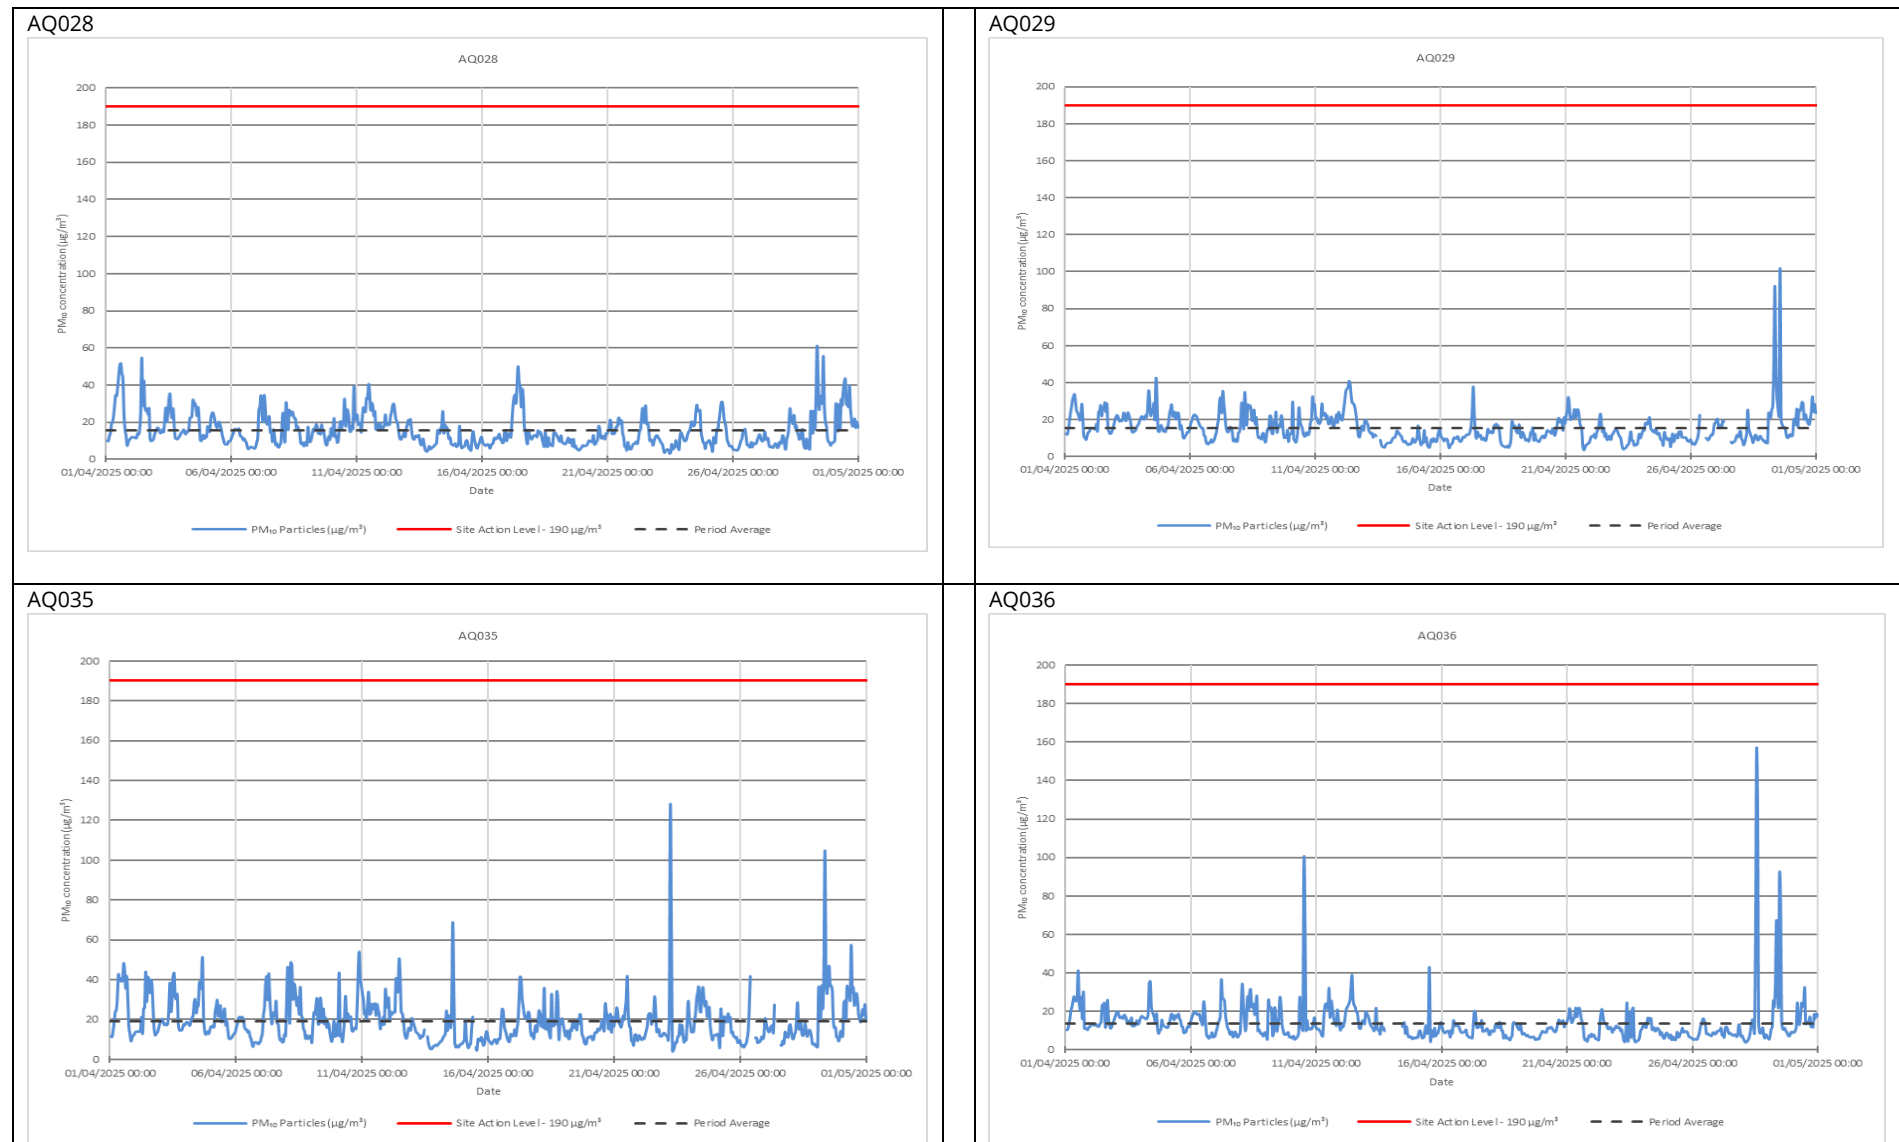 AQ028
AQ028
200
180
160
140
120
100
80
60
40
20
0
PM₁₀ concentration (µg/m³)
01/04/2025 00:00 06/04/2025 00:00 11/04/2025 00:00 16/04/2025 00:00 21/04/2025 00:00 26/04/2025 00:00 01/05/2025 00:00
Date
PM₁₀ Particles (µg/m³) Site Action Level - 190 µg/m³ Period Average
AQ029
AQ029
200
180
160
140
120
100
80
60
40
20
0
PM₁₀ concentration (µg/m³)
01/04/2025 00:00 06/04/2025 00:00 11/04/2025 00:00 16/04/2025 00:00 21/04/2025 00:00 26/04/2025 00:00 01/05/2025 00:00
Date
PM₁₀ Particles (µg/m³) Site Action Level - 190 µg/m³ Period Average
AQ035
AQ035
200
180
160
140
120
100
80
60
40
20
0
PM₁₀ concentration (µg/m³)
01/04/2025 00:00 06/04/2025 00:00 11/04/2025 00:00 16/04/2025 00:00 21/04/2025 00:00 26/04/2025 00:00 01/05/2025 00:00
Date
PM₁₀ Particles (µg/m³) Site Action Level - 190 µg/m³ Period Average
AQ036
AQ036
200
180
160
140
120
100
80
60
40
20
0
PM₁₀ concentration (µg/m³)
01/04/2025 00:00 06/04/2025 00:00 11/04/2025 00:00 16/04/2025 00:00 21/04/2025 00:00 26/04/2025 00:00 01/05/2025 00:00
Date
PM₁₀ Particles (µg/m³) Site Action Level - 190 µg/m³ Period Average